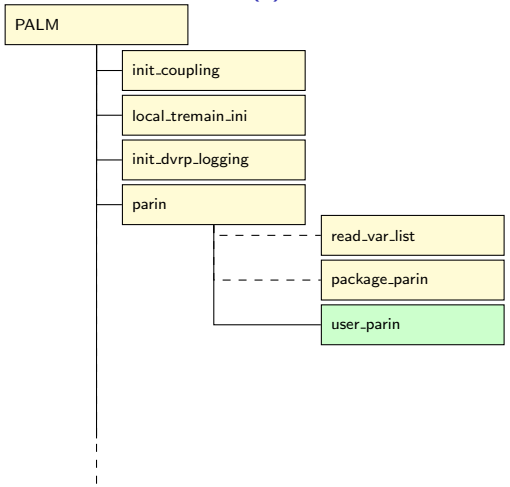 PALM
init_coupling
local_tremain_ini
init_dvrp_logging
parin
read_var_list
package_parin
user_parin